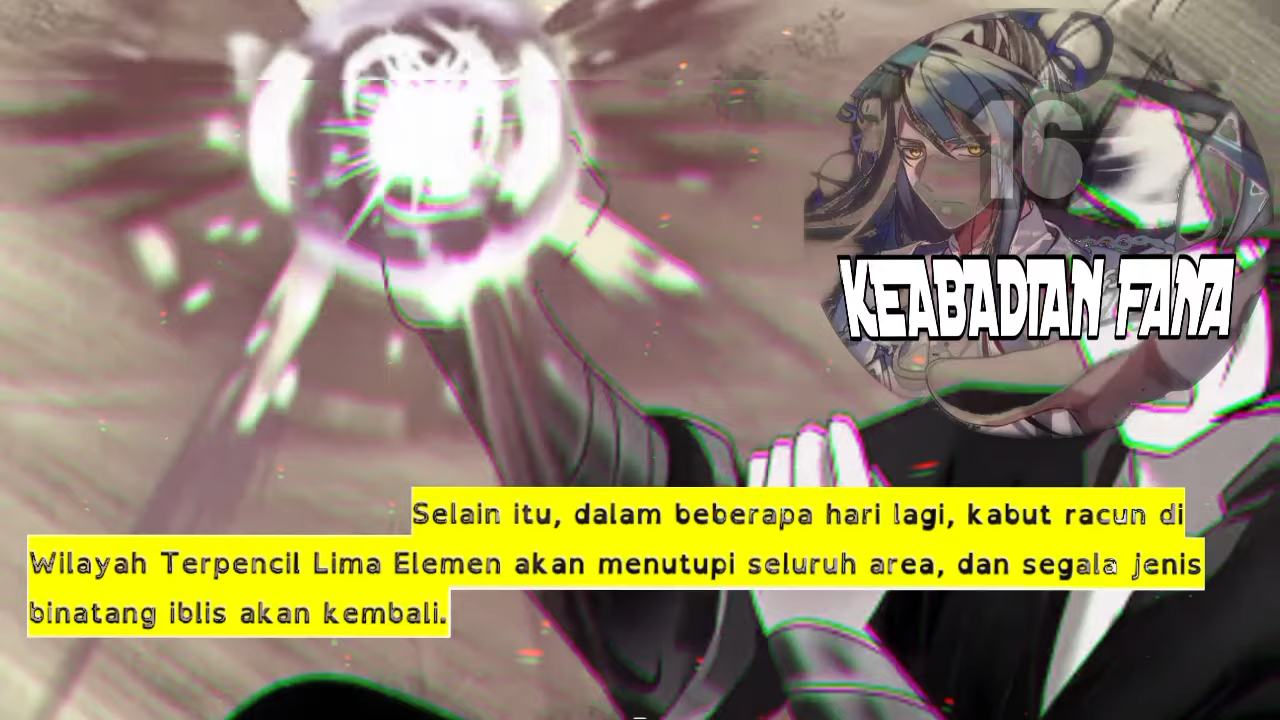 16
KEABADIAN FANA
Selain itu, dalam beberapa hari lagi, kabut racun di
Wilayah Terpencil Lima Elemen akan menutupi seluruh area, dan segala jenis
binatang iblis akan kembali.